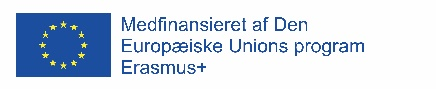 Medfinansieret af Den
Europæiske Unions program
Erasmus+